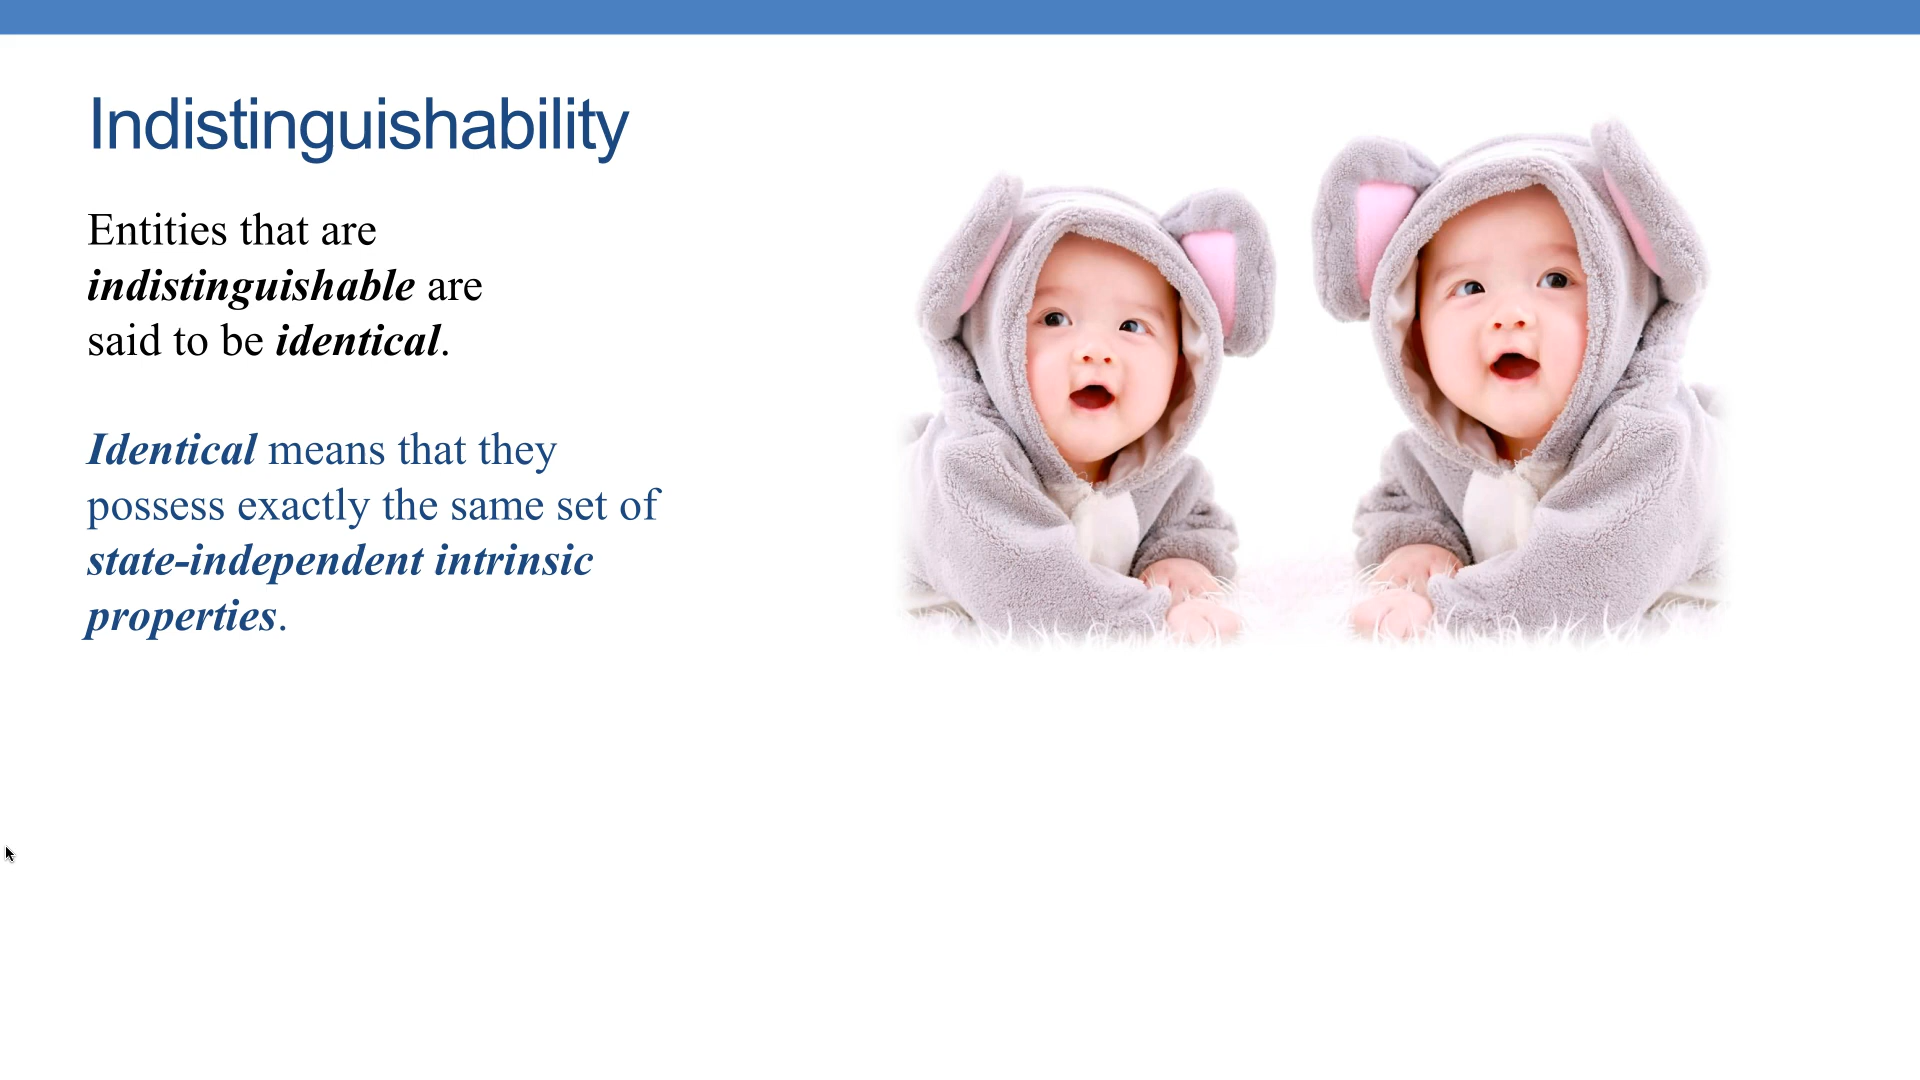 Indistinguishability
Entities that are
indistinguishable are
said to be identical.
Identical means that they
possess exactly the same set of
state-independent intrinsic
properties.